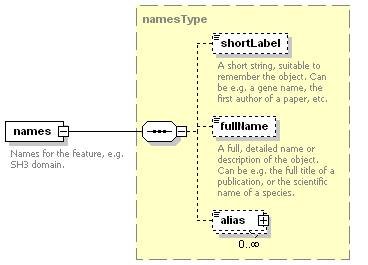 namesType
shortLabel
A short string, suitable to
remember the object. Can
be e.g. a gene name, the
first author of a paper, etc.
names
Names for the feature, e.g.
SH3 domain.
fullName
A full, detailed name or
description of the object.
Can be e.g. the full title of a
publication, or the scientific
name of a species.
alias
0..∞